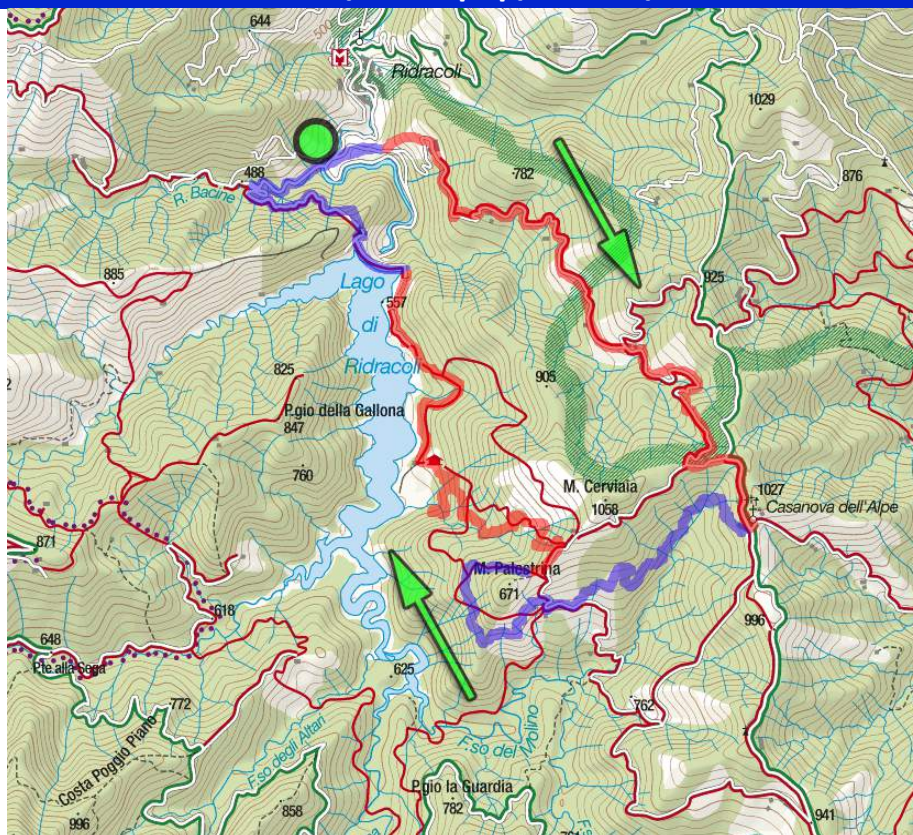 644
500
Ridracoli
1029
782
876
488
R. Bacine
885
925
Lago
di
Ridracoli
557
825
905
P.gio della Gallona
847
760
M. Cerviaia
1058
1027
Casanova dell'Alpe
871
M. Palestrina
671
618
996
648
P.te alla Sega
625
772
762
F.so degli Altari
F.so del Molino
Costa Poggio Piano
P.gio la Guardia
782
858
996
941